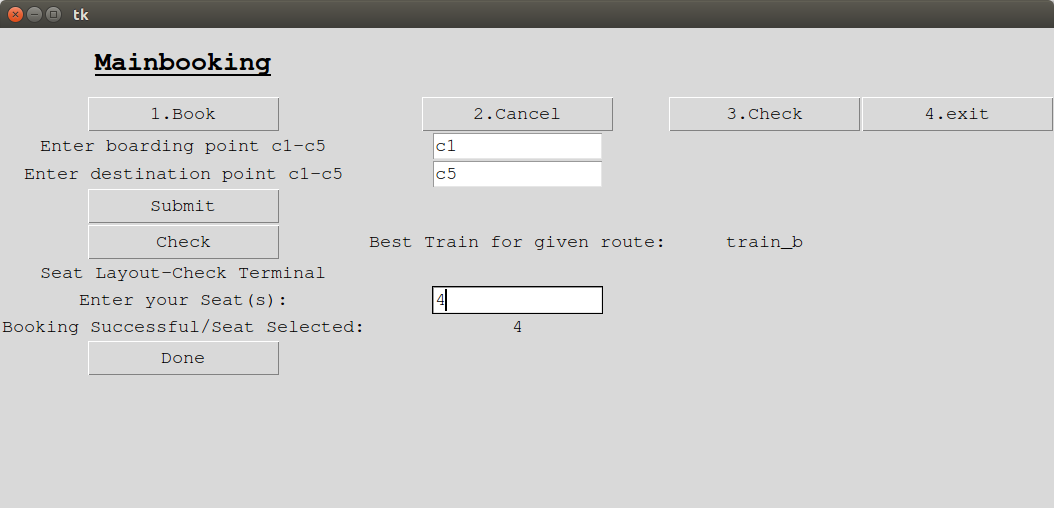 tk
Mainbooking
1.Book 2.Cancel 3.Check 4.exit
Enter boarding point c1-c5 c1
Enter destination point c1-c5 c5
Submit
Check Best Train for given route: train_b
Seat Layout-Check Terminal
Enter your Seat(s): 4
Booking Successful/Seat Selected: 4
Done